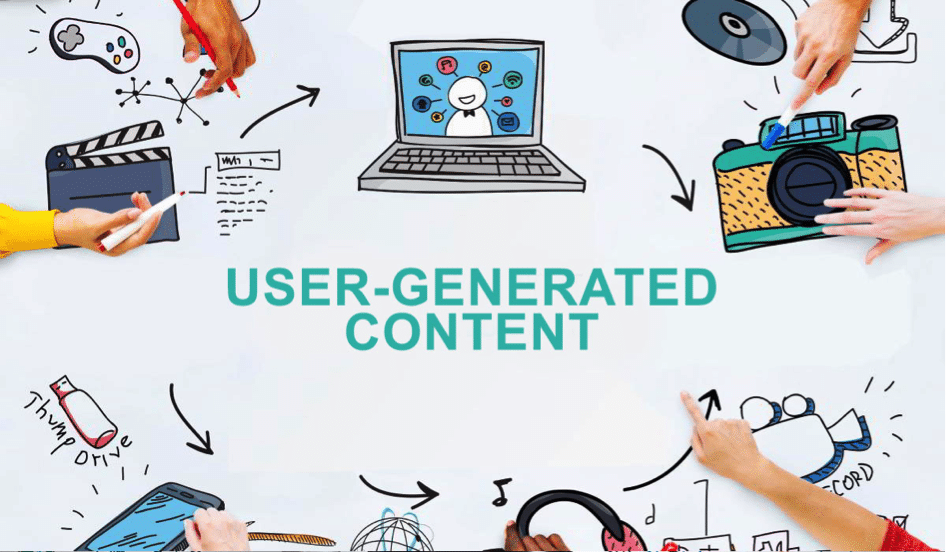 USER-GENERATED
CONTENT
Thump
Drive
RECORD